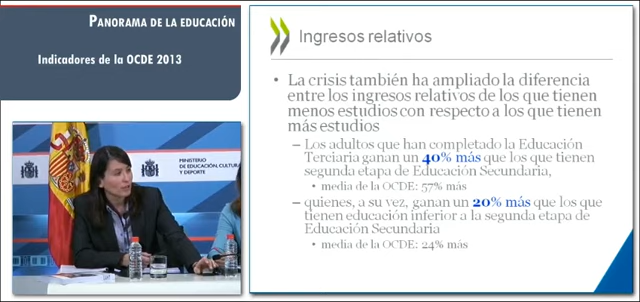 PANORAMA DE LA EDUCACIÓN
Indicadores de la OCDE 2013
MINISTERIO
DE EDUCACIÓN, CULTURA
Y DEPORTE
Ingresos relativos
• La crisis también ha ampliado la diferencia
entre los ingresos relativos de los que tienen
menos estudios con respecto a los que tienen
más estudios
– Los adultos que han completado la Educación
Terciaria ganan un 40% más que los que tienen
segunda etapa de Educación Secundaria,
• media de la OCDE: 57% más
– quienes, a su vez, ganan un 20% más que los que
tienen educación inferior a la segunda etapa de
Educación Secundaria
• media de la OCDE: 24% más